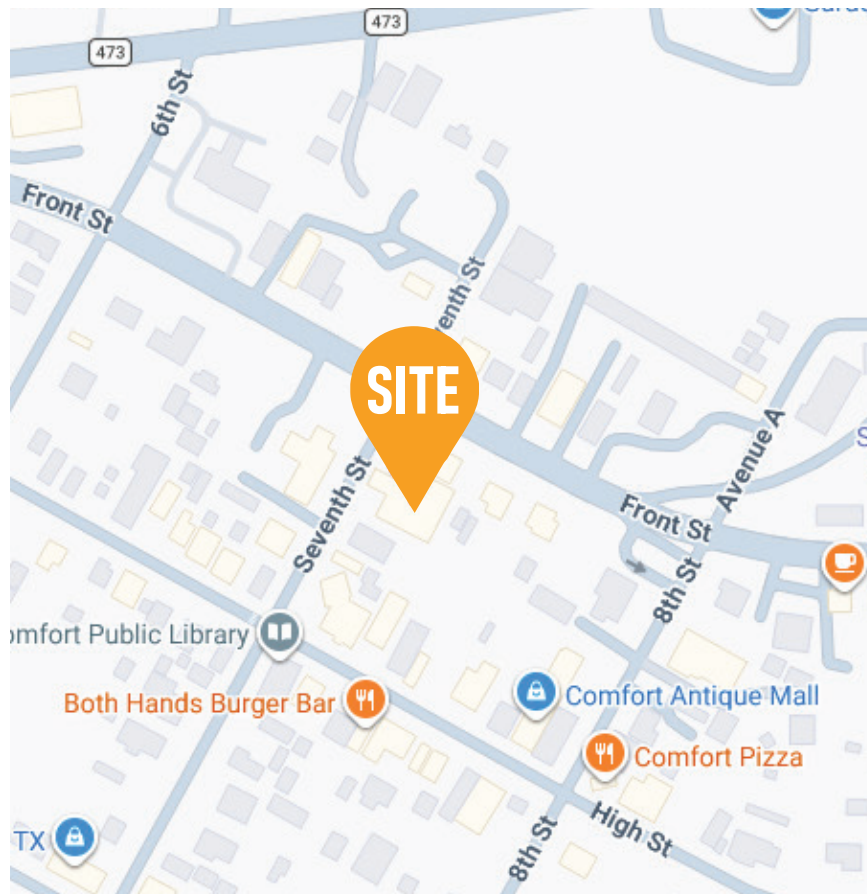 473
473
6th St
Front St
venth St
SITE
Seventh St
Avenue A
Front St
8th St
omfort Public Library
Both Hands Burger Bar
Comfort Antique Mall
Comfort Pizza
TX
High St
8th St